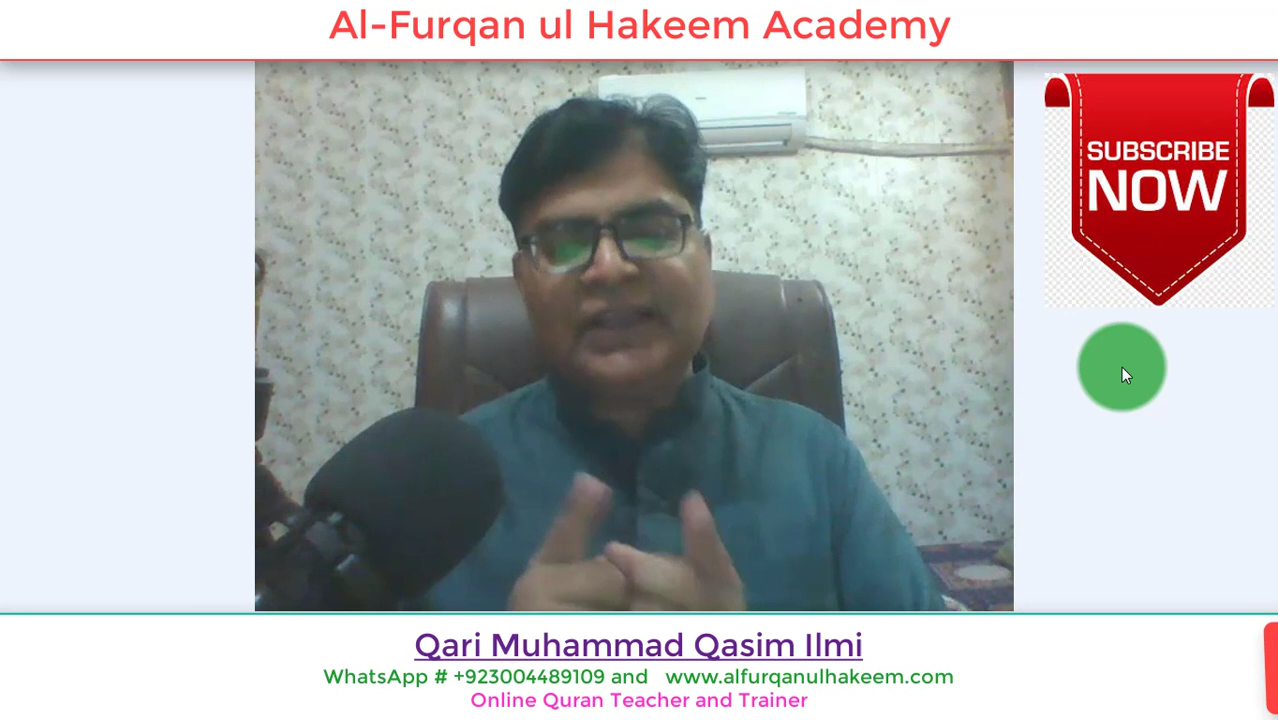 Al-Furqan ul Hakeem Academy
SUBSCRIBE
NOW
Qari Muhammad Qasim Ilmi
WhatsApp # +923004489109 and www.alfurqanulhakeem.com
Online Quran Teacher and Trainer